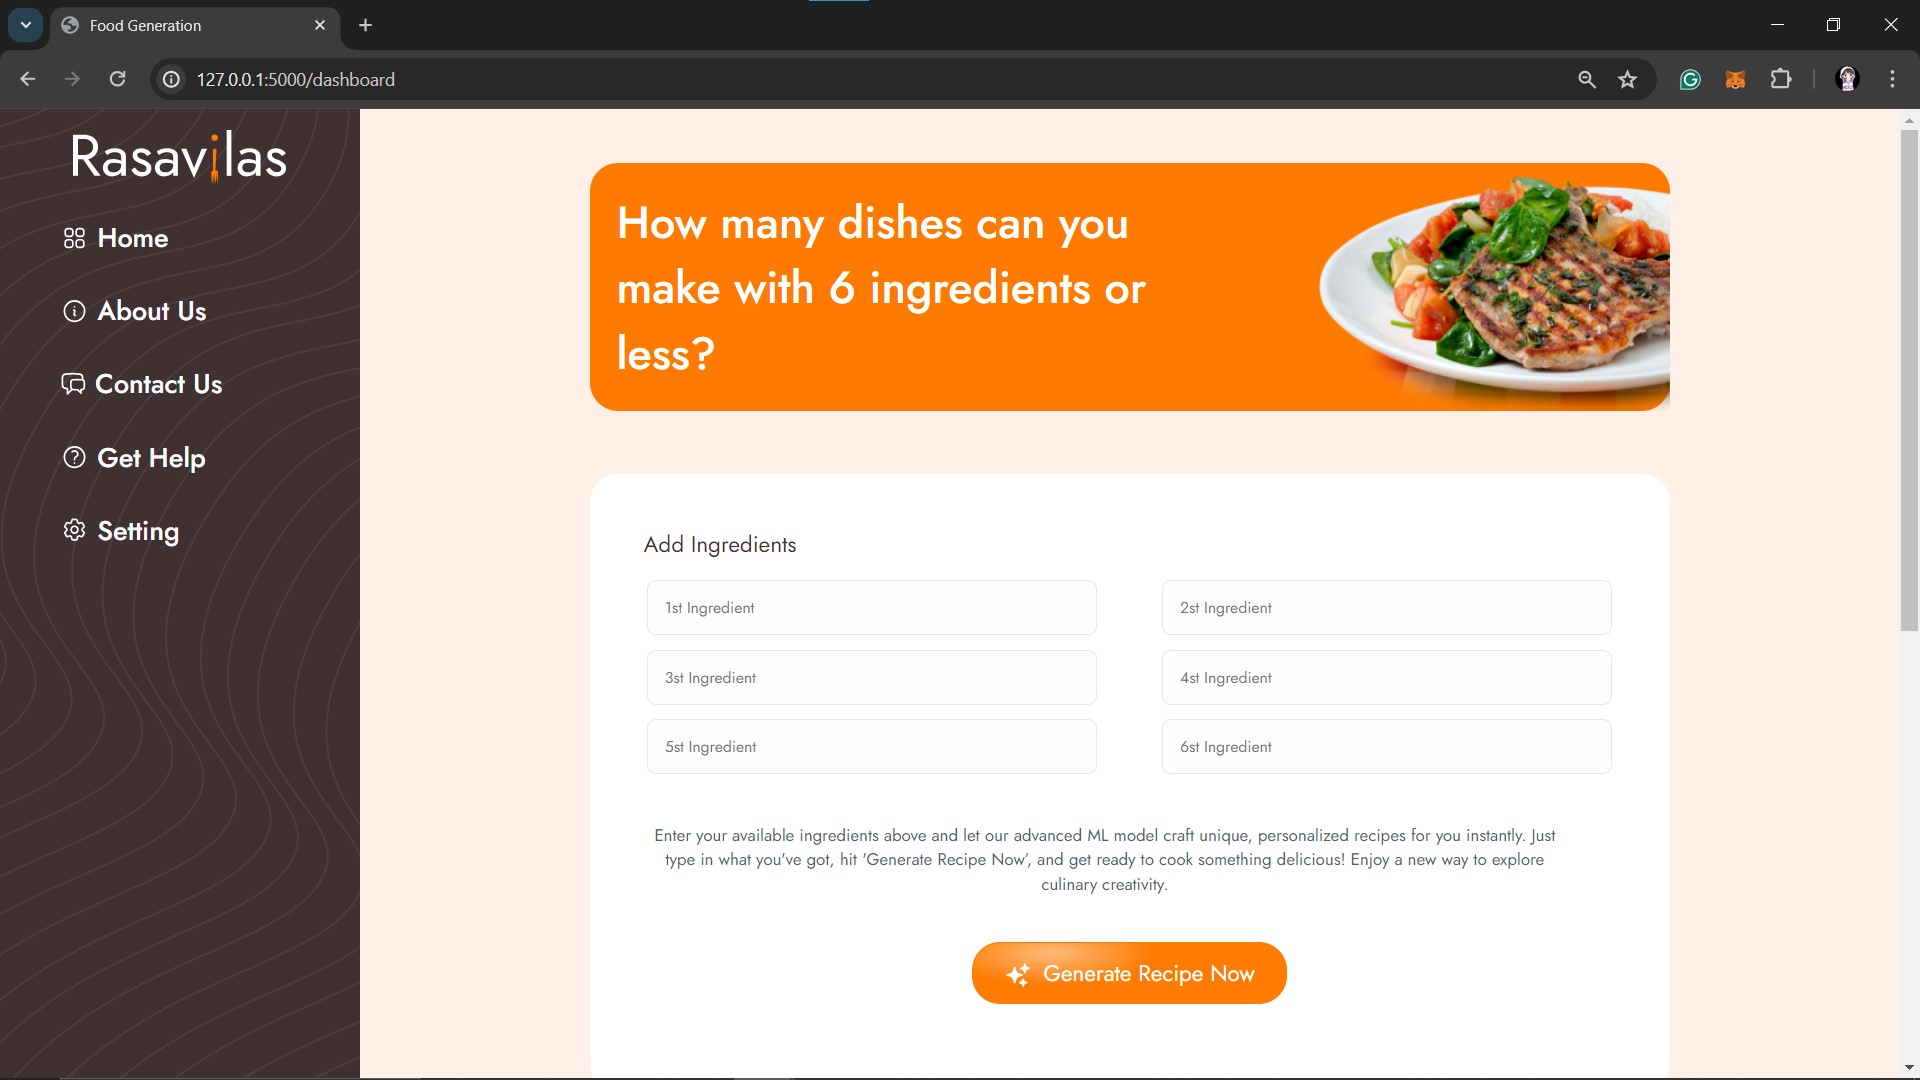 Food Generation
127.0.0.1:5000/dashboard
Rasavilas
Home
About Us
Contact Us
Get Help
Setting
How many dishes can you
make with 6 ingredients or
less?
Add Ingredients
1st Ingredient
2st Ingredient
3st Ingredient
4st Ingredient
5st Ingredient
6st Ingredient
Enter your available ingredients above and let our advanced ML model craft unique, personalized recipes for you instantly. Just
type in what you've got, hit 'Generate Recipe Now', and get ready to cook something delicious! Enjoy a new way to explore
culinary creativity.
Generate Recipe Now